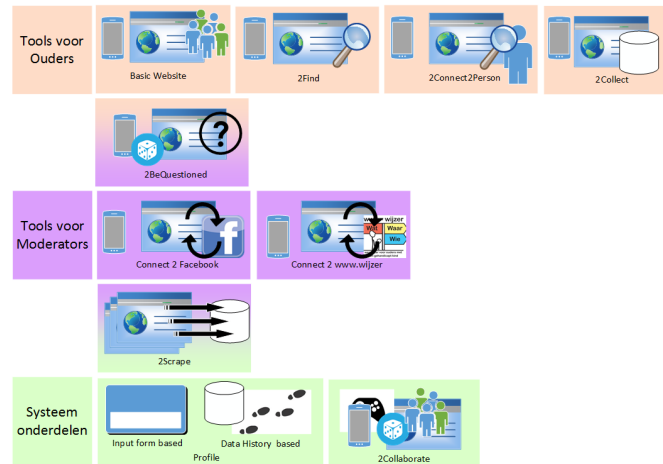 Tools voor
Ouders
Basic Website
2Find
2Connect2Person
2Collect
?
2BeQuestioned
Tools voor
Moderators
f
Connect 2 Facebook
wijzer
Wat
Waar
Wie
Connect 2 www.wijzer
2Scrape
Systeem
onderdelen
Input form based
Data History based
Profile
2Collaborate